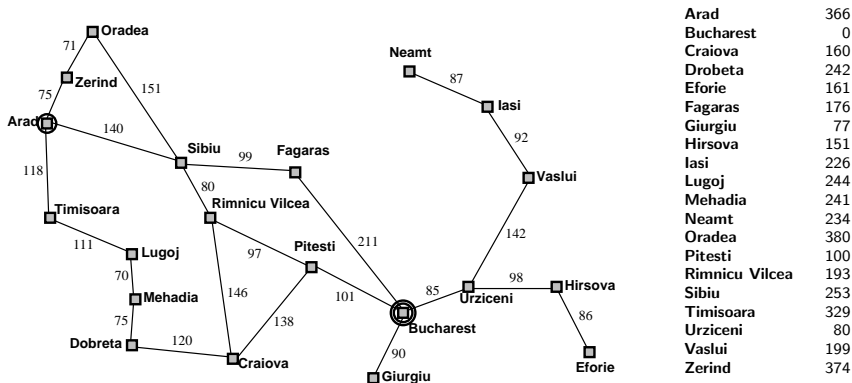 Oradea
71
Neamt
87
Zerind
151
75
Iasi
Arad
140
92
Sibiu
99
Fagaras
118
80
Vaslui
Timisoara
Rimnicu Vilcea
111
211
142
Lugoj
97
Pitesti
70
98
Hirsova
Mehadia
146
101
85
Urziceni
75
138
86
Bucharest
Dobreta
120
90
Craiova
Eforie
Giurgiu
Arad 366
Bucharest 0
Craiova 160
Drobeta 242
Eforie 161
Fagaras 176
Giurgiu 77
Hirsova 151
Iasi 226
Lugoj 244
Mehadia 241
Neamt 234
Oradea 380
Pitesti 100
Rimnicu Vilcea 193
Sibiu 253
Timisoara 329
Urziceni 80
Vaslui 199
Zerind 374